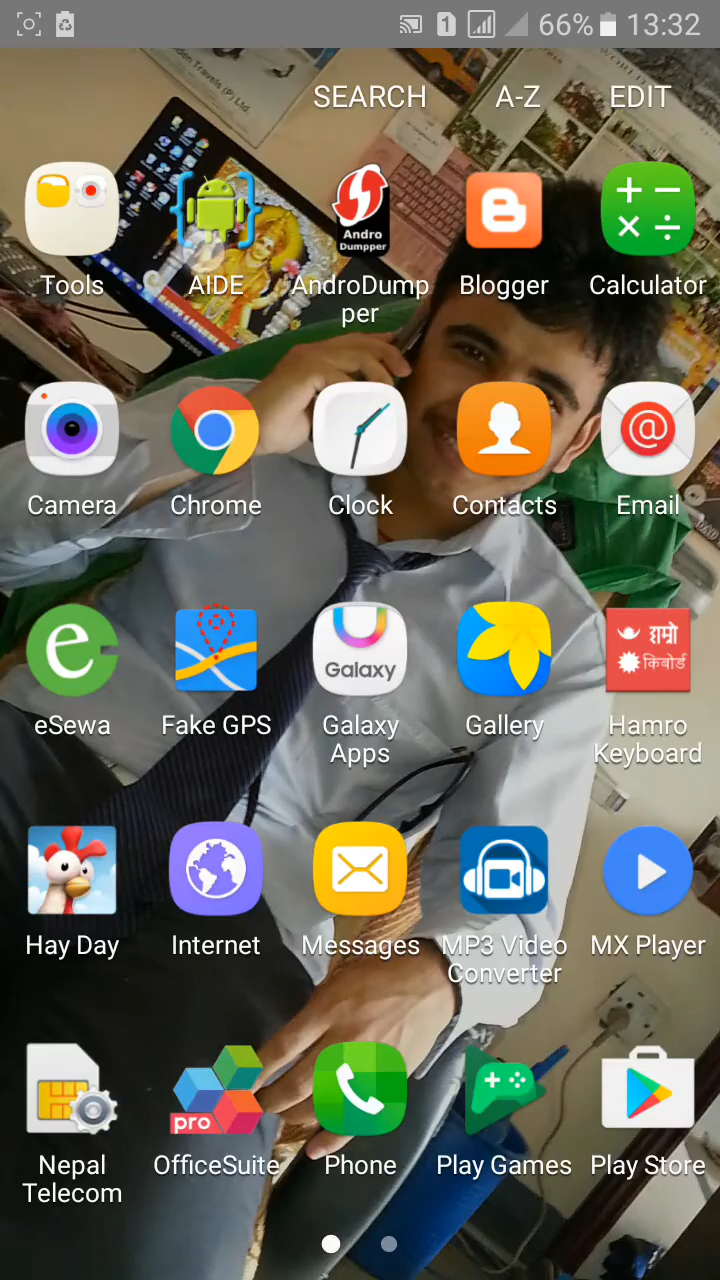 1 66% 13:32
SEARCH A-Z EDIT
Andro
Dumpper
Tools AIDE AndroDump Blogger Calculator
per
Camera Chrome Clock Contacts Email
e
Galaxy
हाम्रो
किबोर्ड
eSewa Fake GPS Galaxy Gallery Hamro
Apps Keyboard
Hay Day Internet Messages MP3 Video MX Player
Converter
pro
Nepal OfficeSuite Phone Play Games Play Store
Telecom
SAMSUNG